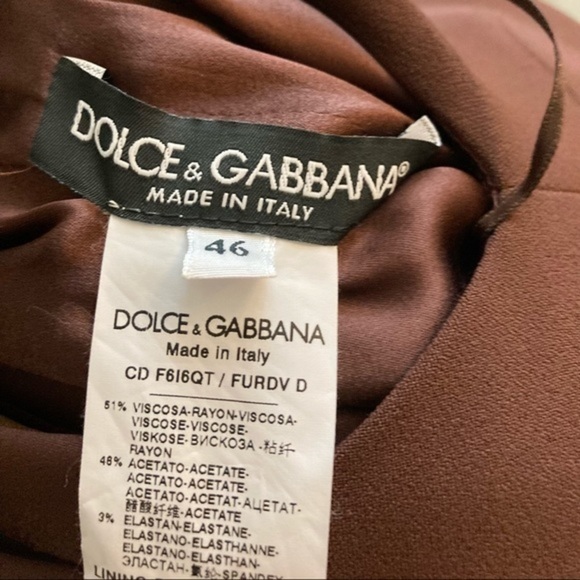 DOLCE & GABBANA®
MADE IN ITALY
46
DOLCE & GABBANA
Made in Italy
CD F6I6QT / FURDV D
51% VISCOSA-RAYON-VISCOSA-
VISCOSE-VISCOSE-
VISKOSE-ВИСКОЗА-粘纤
RAYON
46% ACETATO-ACETATE-
ACETATO-ACETATE-
ACETATO-ACETAT-АЦЕТАТ-
醋酸纤维-ACETATE
3% ELASTAN-ELASTANE-
ELASTANO-ELASTHANNE-
ELASTANO-ELASTHAN-
ЭЛАСТАН-氨纶-SPANDEX
LINING